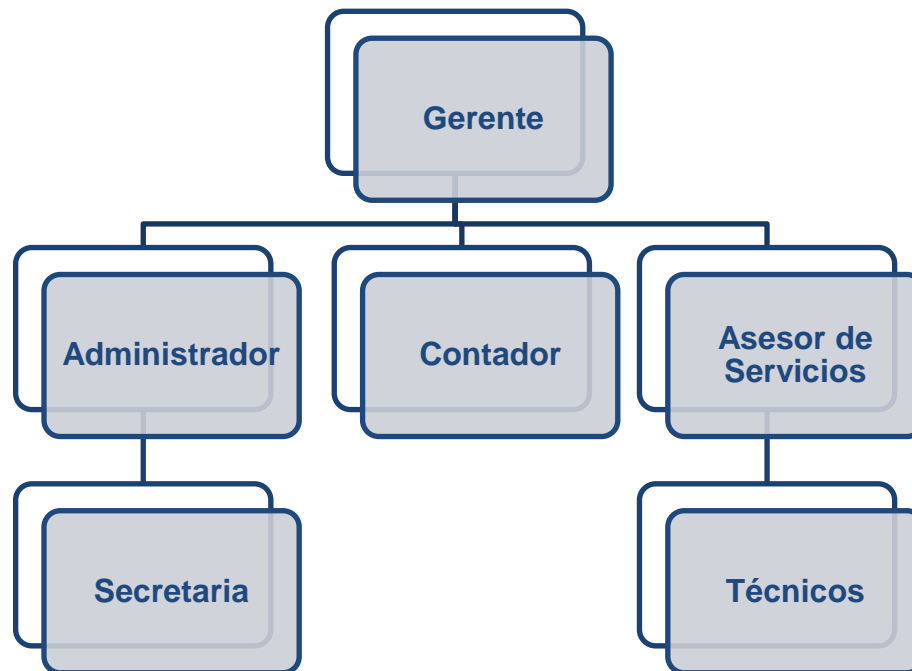 Gerente
Administrador
Contador
Asesor de
Servicios
Secretaria
Técnicos